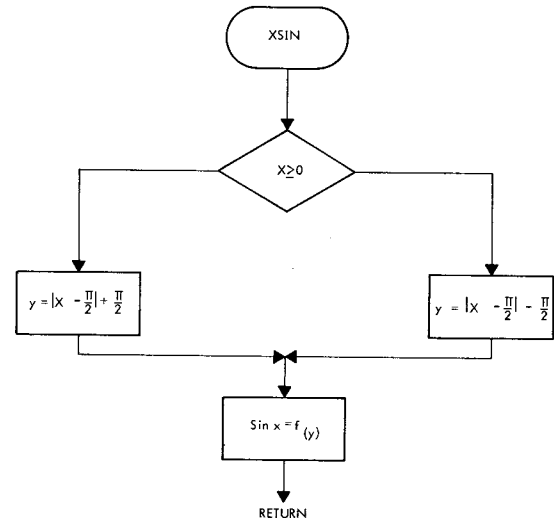 XSIN
X≥0
y = |X - π/2| + π/2
y = |X - π/2| - π/2
Sin x = f (y)
RETURN